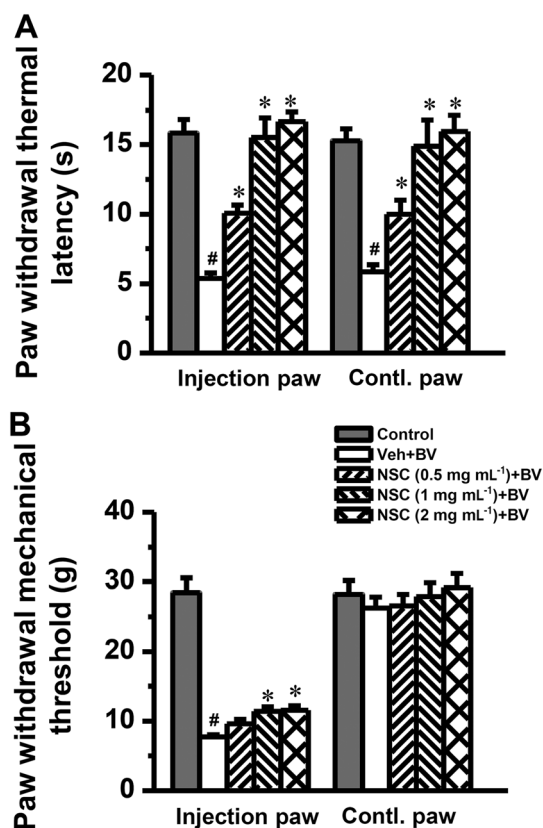 A
Paw withdrawal thermal
latency (s)
20
15
10
5
0
* *
*
#
* *
*
#
Injection paw Contl. paw
B
Control
Veh+BV
NSC (0.5 mg mL⁻¹)+BV
NSC (1 mg mL⁻¹)+BV
NSC (2 mg mL⁻¹)+BV
Paw withdrawal mechanical
threshold (g)
40
30
20
10
0
# * *
Injection paw Contl. paw